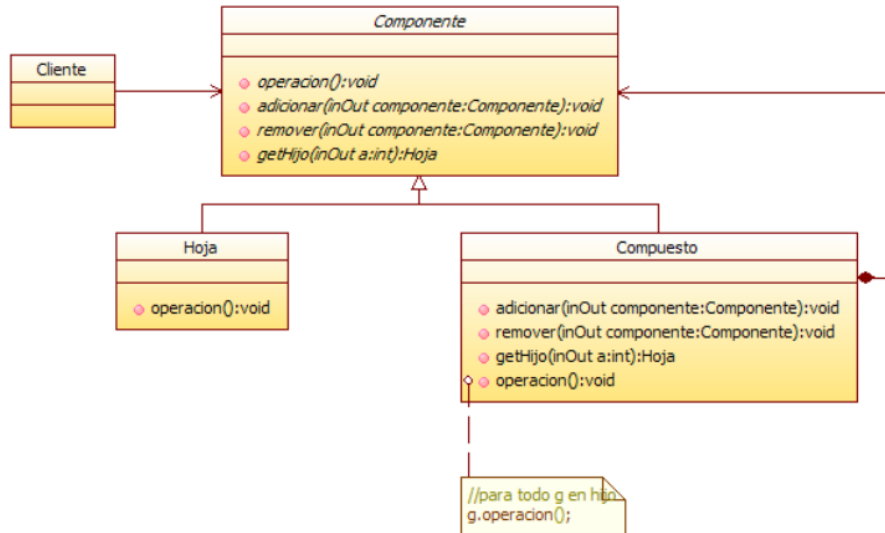 Componente
operacion():void
adicionar(inOut componente:Componente):void
remover(inOut componente:Componente):void
getHijo(inOut a:int):Hoja
Cliente
Hoja
operacion():void
Compuesto
adicionar(inOut componente:Componente):void
remover(inOut componente:Componente):void
getHijo(inOut a:int):Hoja
operacion():void
//para todo g en hijo
g.operacion();